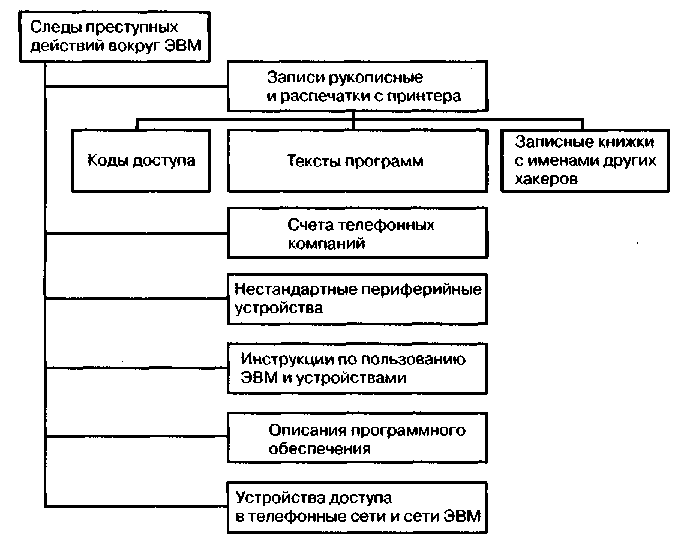 Следы преступных
действий вокруг ЭВМ
Записи рукописные
и распечатки с принтера
Коды доступа
Тексты программ
Записные книжки
с именами других
хакеров
Счета телефонных
компаний
Нестандартные периферийные
устройства
Инструкции по пользованию
ЭВМ и устройствами
Описания программного
обеспечения
Устройства доступа
в телефонные сети и сети ЭВМ